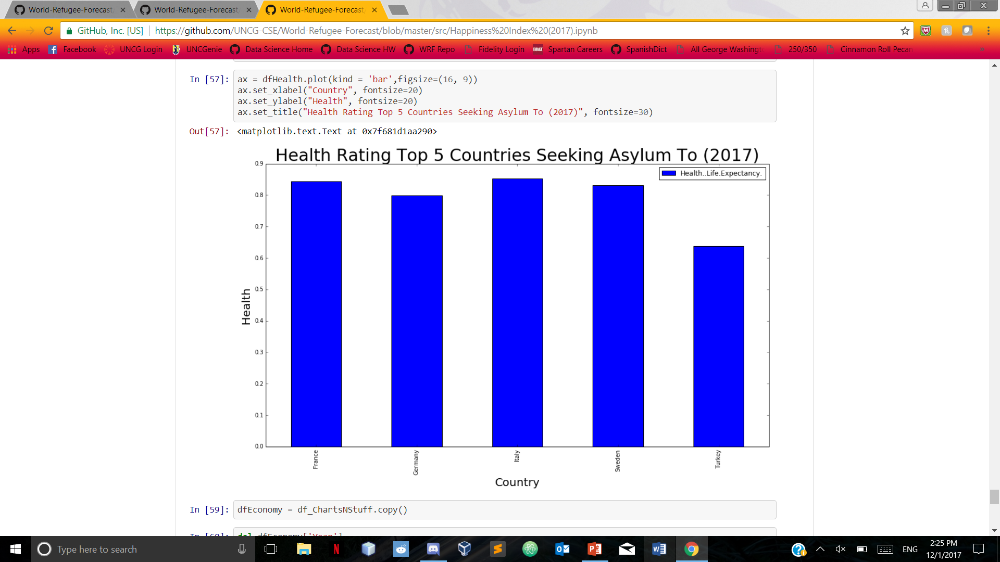 World-Refugee-Forecast
World-Refugee-Forecast
World-Refugee-Forecast
GitHub, Inc. [US]
https://github.com/UNCG-CSE/World-Refugee-Forecast/blob/master/src/Happiness%20Index%20(2017).ipynb
Apps Facebook UNCG Login UNCGenie Data Science Home Data Science HW WRF Repo Fidelity Login Spartan Careers SpanishDict All George Washingt 250/350 Cinnamon Roll Pecan
In [57]: ax = dfHealth.plot(kind = 'bar',figsize=(16, 9))
ax.set_xlabel("Country", fontsize=20)
ax.set_ylabel("Health", fontsize=20)
ax.set_title("Health Rating Top 5 Countries Seeking Asylum To (2017)", fontsize=30)
Out[57]: <matplotlib.text.Text at 0x7f681d1aa290>
Health Rating Top 5 Countries Seeking Asylum To (2017)
Health..Life.Expectancy.
0.9
0.8
0.7
0.6
0.5
0.4
0.3
0.2
0.1
0.0
Health
France
Germany
Italy
Sweden
Turkey
Country
In [59]: dfEconomy = df_ChartsNStuff.copy()
In [60]: del dfEconomy['Year']
Type here to search
ENG
2:25 PM
12/1/2017